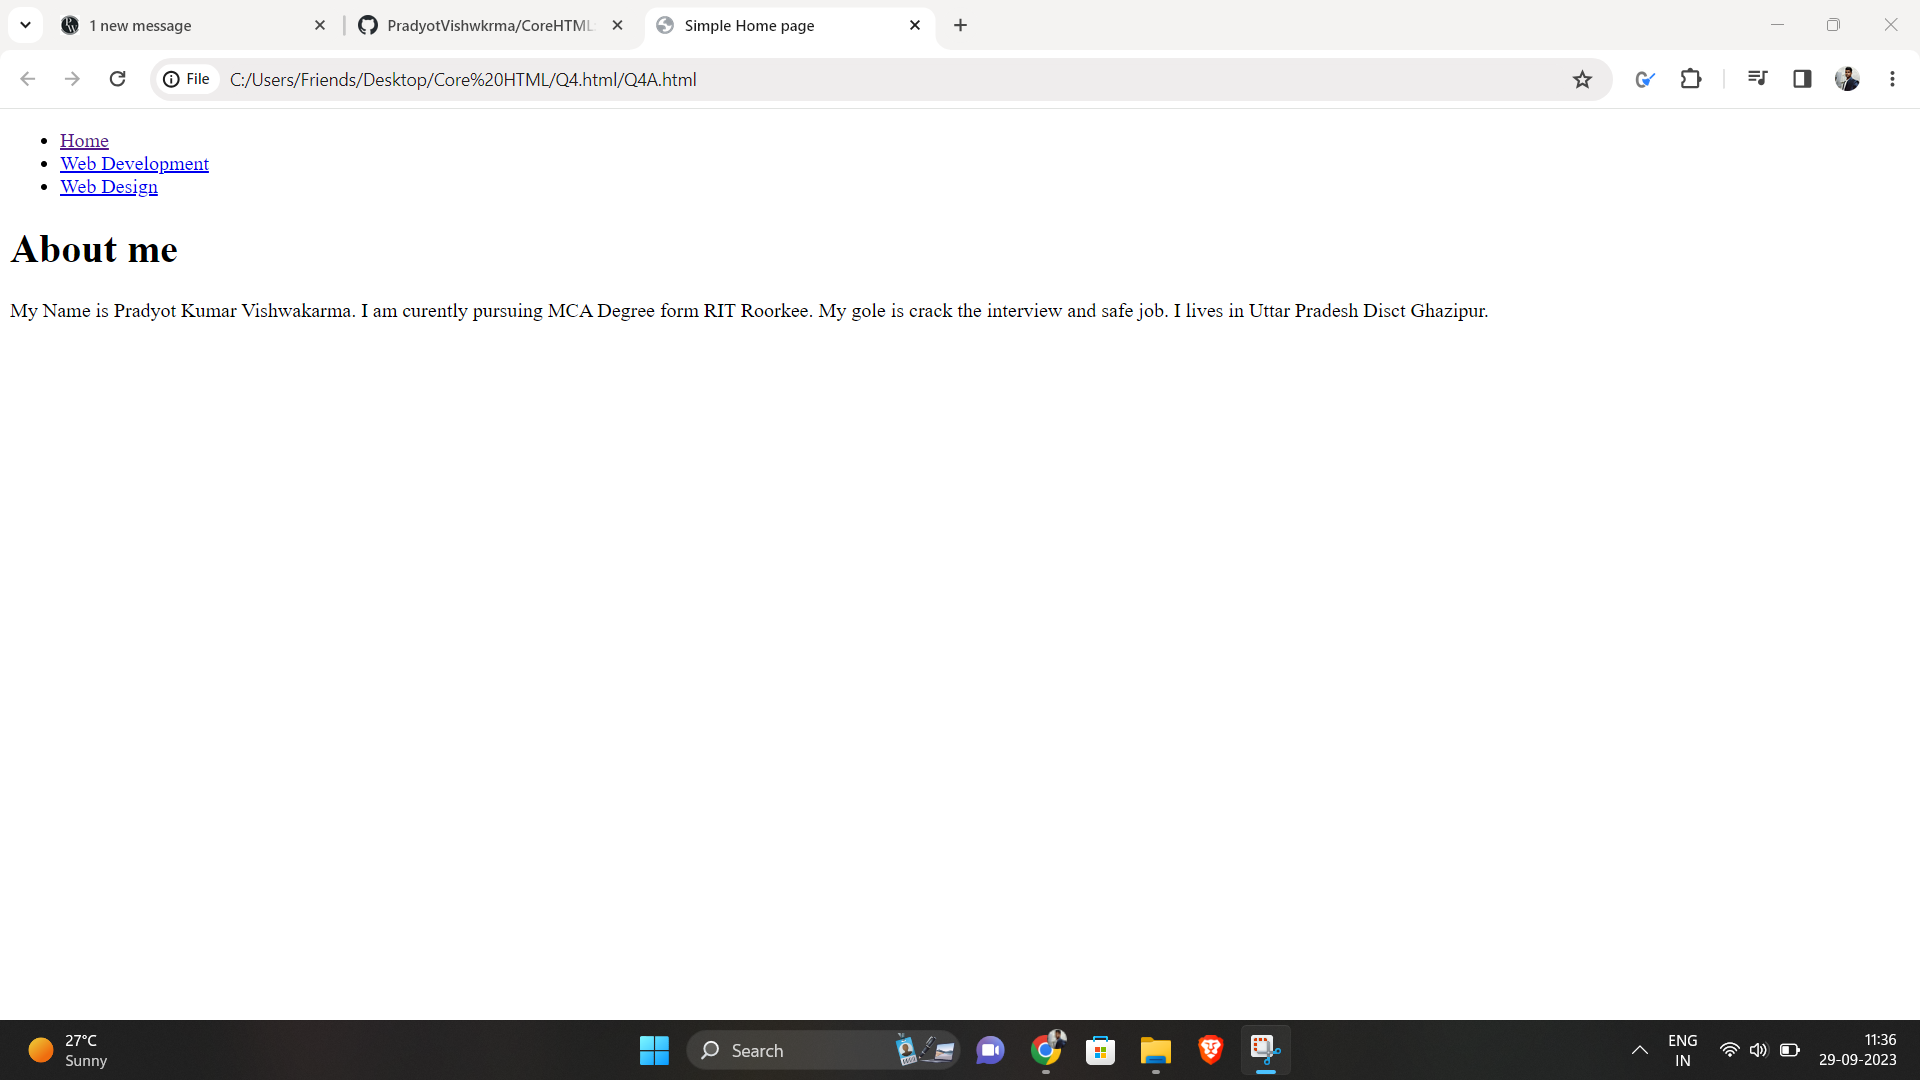 1 new message
PradyotVishwkrma/CoreHTML
Simple Home page
File
C:/Users/Friends/Desktop/Core%20HTML/Q4.html/Q4A.html
Home
Web Development
Web Design
About me
My Name is Pradyot Kumar Vishwakarma. I am curently pursuing MCA Degree form RIT Roorkee. My gole is crack the interview and safe job. I lives in Uttar Pradesh Disct Ghazipur.
27°C
Sunny
Search
ENG
IN
11:36
29-09-2023